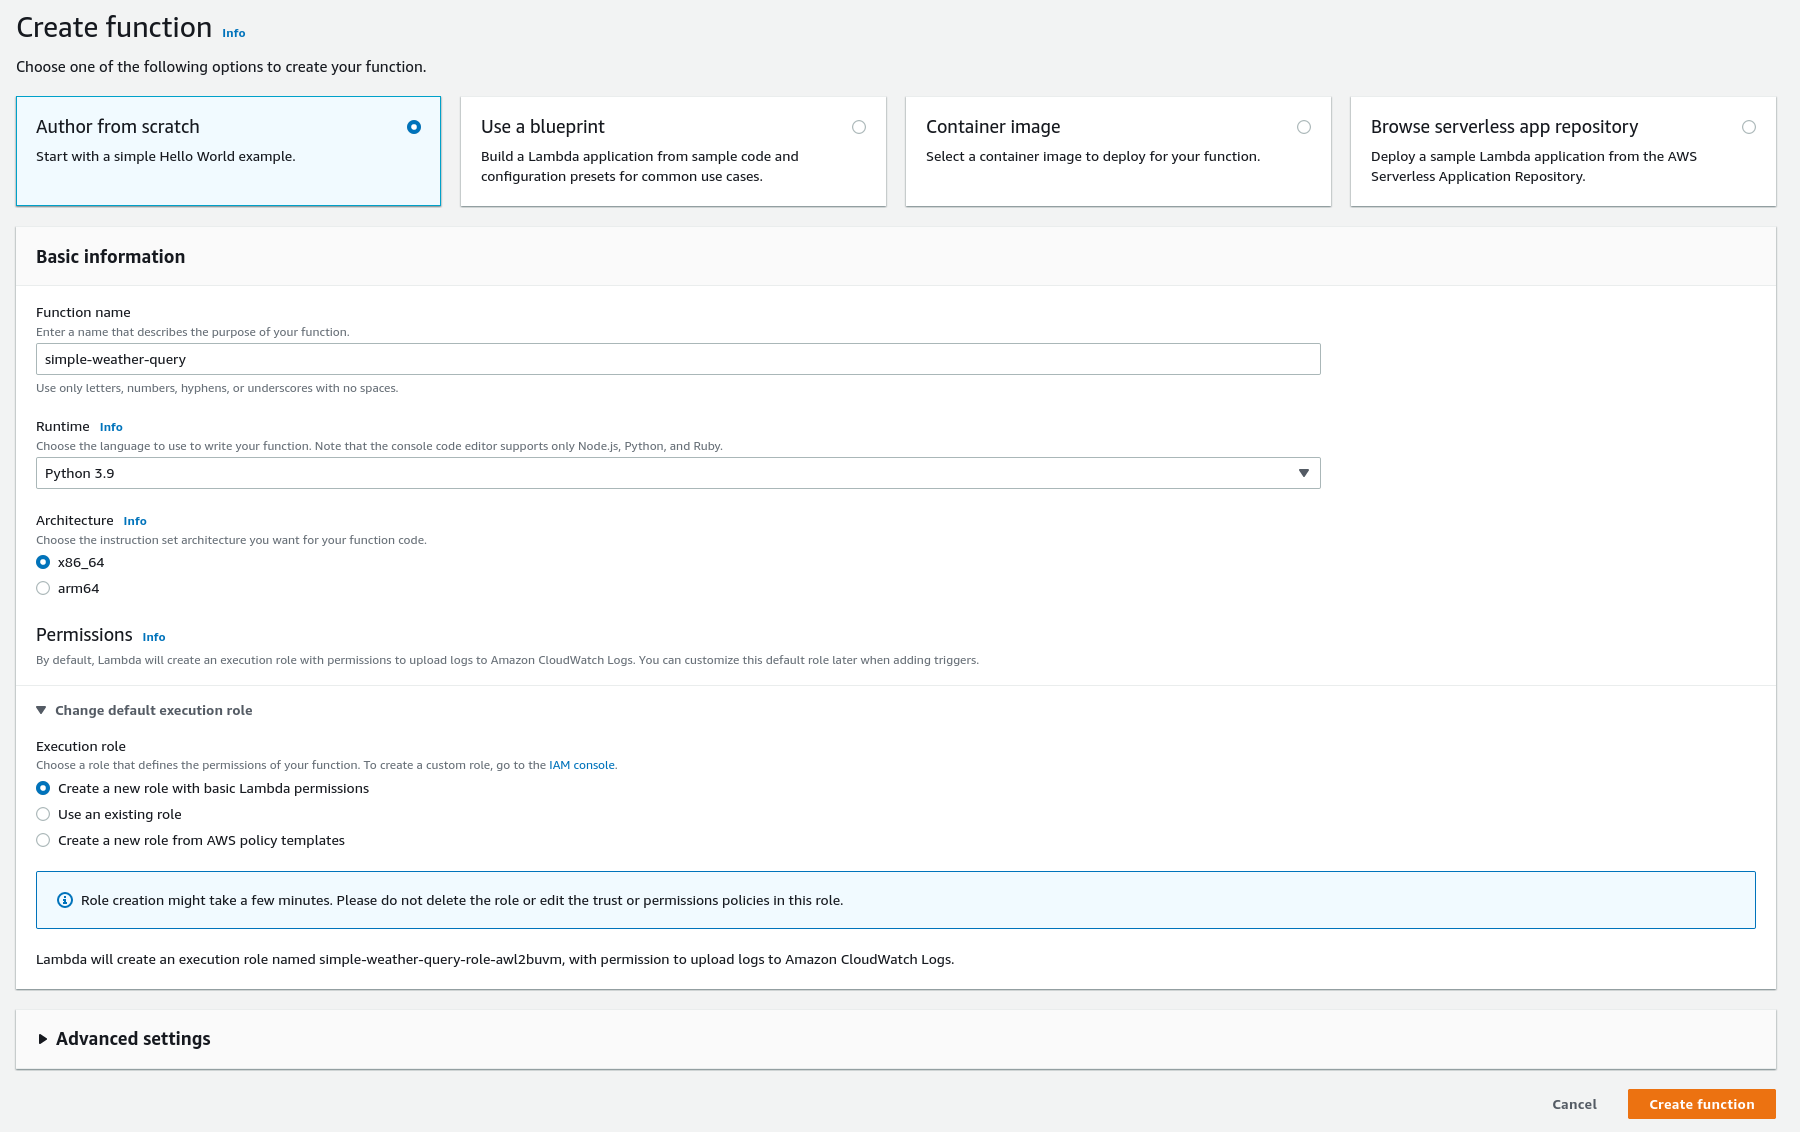 Create function Info
Choose one of the following options to create your function.
Author from scratch
Start with a simple Hello World example.
Use a blueprint
Build a Lambda application from sample code and
configuration presets for common use cases.
Container image
Select a container image to deploy for your function.
Browse serverless app repository
Deploy a sample Lambda application from the AWS
Serverless Application Repository.
Basic information
Function name
Enter a name that describes the purpose of your function.
simple-weather-query
Use only letters, numbers, hyphens, or underscores with no spaces.
Runtime Info
Choose the language to use to write your function. Note that the console code editor supports only Node.js, Python, and Ruby.
Python 3.9
Architecture Info
Choose the instruction set architecture you want for your function code.
x86_64
arm64
Permissions Info
By default, Lambda will create an execution role with permissions to upload logs to Amazon CloudWatch Logs. You can customize this default role later when adding triggers.
Change default execution role
Execution role
Choose a role that defines the permissions of your function. To create a custom role, go to the IAM console.
Create a new role with basic Lambda permissions
Use an existing role
Create a new role from AWS policy templates
Role creation might take a few minutes. Please do not delete the role or edit the trust or permissions policies in this role.
Lambda will create an execution role named simple-weather-query-role-awl2buvm, with permission to upload logs to Amazon CloudWatch Logs.
Advanced settings
Cancel
Create function